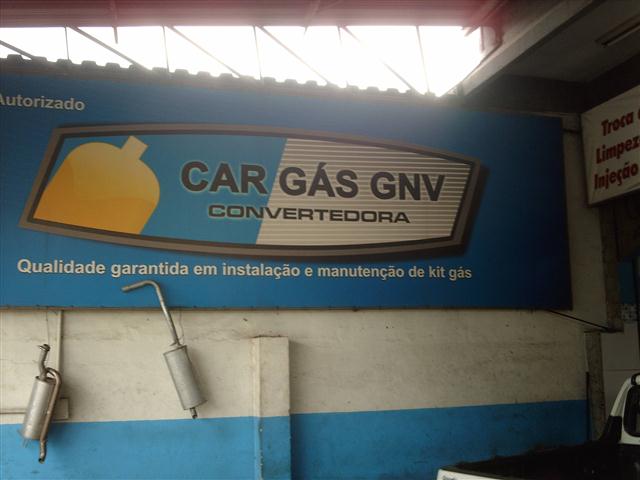 Autorizado
CAR GÁS GNV
CONVERTEDORA
Qualidade garantida em instalação e manutenção de kit gás
Troca
Limpez
Injeção